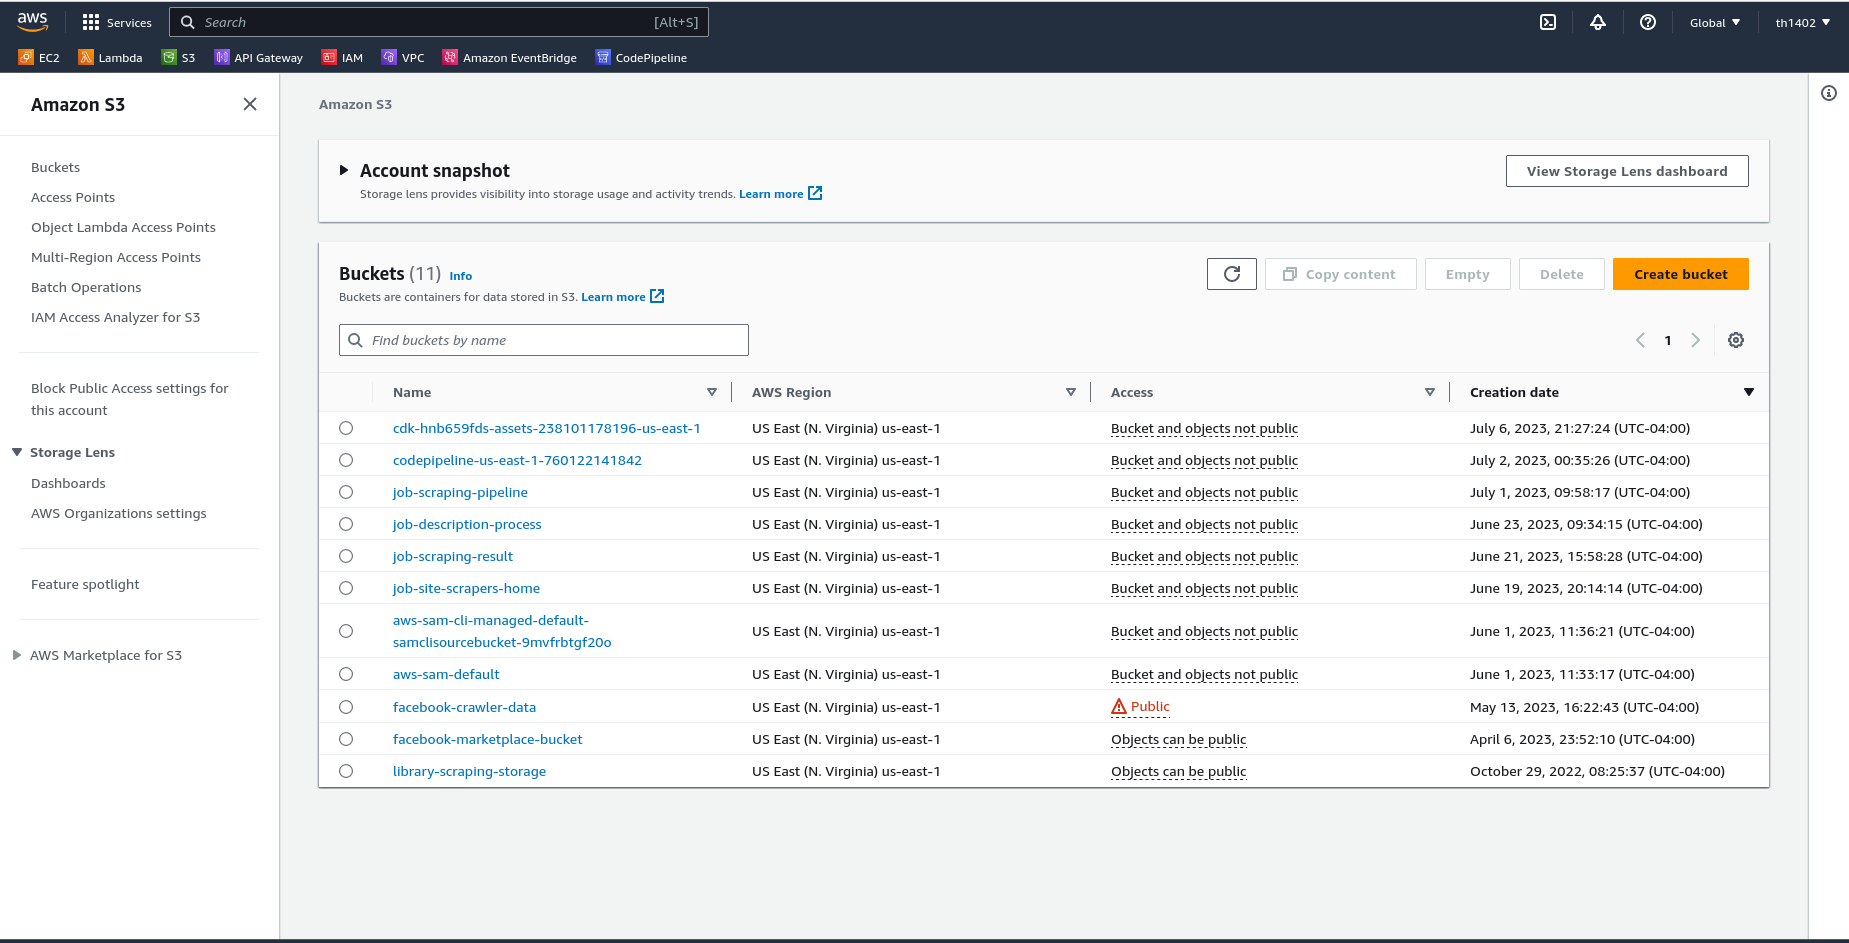 aws
Services
Search [Alt+S]
Global
th1402
EC2
Lambda
S3
API Gateway
IAM
VPC
Amazon EventBridge
CodePipeline
Amazon S3
Buckets
Access Points
Object Lambda Access Points
Multi-Region Access Points
Batch Operations
IAM Access Analyzer for S3
Block Public Access settings for
this account
Storage Lens
Dashboards
AWS Organizations settings
Feature spotlight
AWS Marketplace for S3
Amazon S3
Account snapshot
Storage lens provides visibility into storage usage and activity trends. Learn more
View Storage Lens dashboard
Buckets (11) Info
Buckets are containers for data stored in S3. Learn more
Copy content
Empty
Delete
Create bucket
Find buckets by name
1
Name AWS Region Access Creation date
cdk-hnb659fds-assets-238101178196-us-east-1 US East (N. Virginia) us-east-1 Bucket and objects not public July 6, 2023, 21:27:24 (UTC-04:00)
codepipeline-us-east-1-760122141842 US East (N. Virginia) us-east-1 Bucket and objects not public July 2, 2023, 00:35:26 (UTC-04:00)
job-scraping-pipeline US East (N. Virginia) us-east-1 Bucket and objects not public July 1, 2023, 09:58:17 (UTC-04:00)
job-description-process US East (N. Virginia) us-east-1 Bucket and objects not public June 23, 2023, 09:34:15 (UTC-04:00)
job-scraping-result US East (N. Virginia) us-east-1 Bucket and objects not public June 21, 2023, 15:58:28 (UTC-04:00)
job-site-scrapers-home US East (N. Virginia) us-east-1 Bucket and objects not public June 19, 2023, 20:14:14 (UTC-04:00)
aws-sam-cli-managed-default-
samclisourcebucket-9mvfrbtgf20o US East (N. Virginia) us-east-1 Bucket and objects not public June 1, 2023, 11:36:21 (UTC-04:00)
aws-sam-default US East (N. Virginia) us-east-1 Bucket and objects not public June 1, 2023, 11:33:17 (UTC-04:00)
facebook-crawler-data US East (N. Virginia) us-east-1 Public May 13, 2023, 16:22:43 (UTC-04:00)
facebook-marketplace-bucket US East (N. Virginia) us-east-1 Objects can be public April 6, 2023, 23:52:10 (UTC-04:00)
library-scraping-storage US East (N. Virginia) us-east-1 Objects can be public October 29, 2022, 08:25:37 (UTC-04:00)